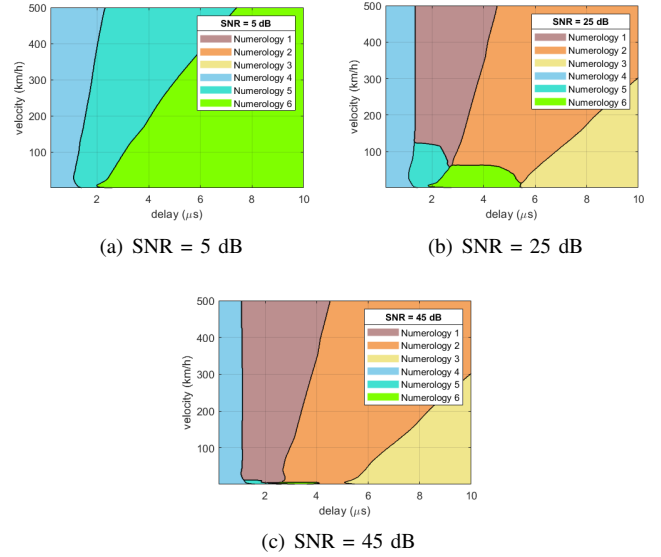 500
400
300
200
100
velocity (km/h)
2
4
6
8
10
delay (μs)
SNR = 5 dB
Numerology 1
Numerology 2
Numerology 3
Numerology 4
Numerology 5
Numerology 6
(a) SNR = 5 dB
500
400
300
200
100
velocity (km/h)
2
4
6
8
10
delay (μs)
SNR = 25 dB
Numerology 1
Numerology 2
Numerology 3
Numerology 4
Numerology 5
Numerology 6
(b) SNR = 25 dB
500
400
300
200
100
velocity (km/h)
2
4
6
8
10
delay (μs)
SNR = 45 dB
Numerology 1
Numerology 2
Numerology 3
Numerology 4
Numerology 5
Numerology 6
(c) SNR = 45 dB